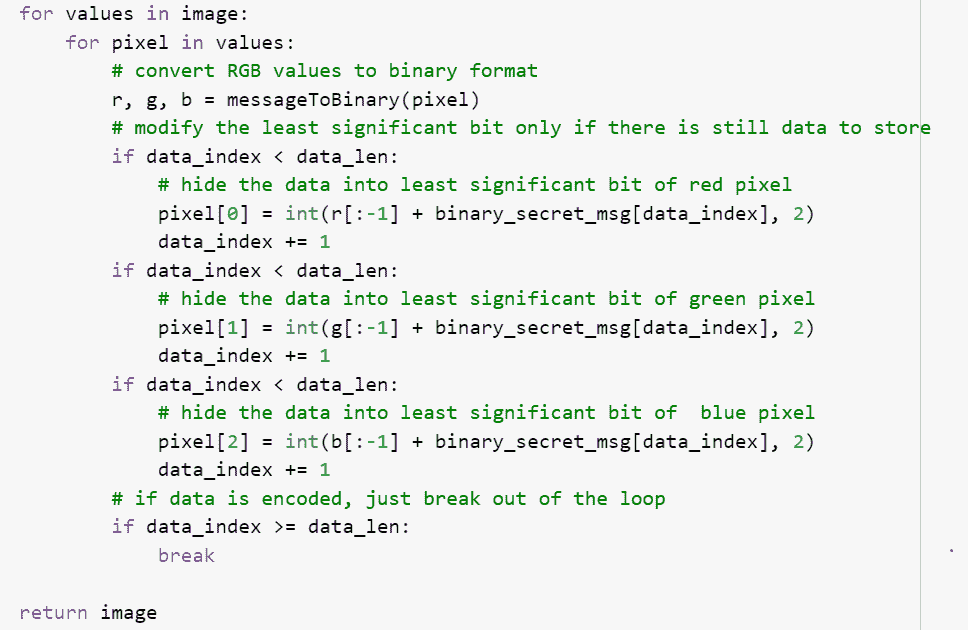 for values in image:
    for pixel in values:
        # convert RGB values to binary format
        r, g, b = messageToBinary(pixel)
        # modify the least significant bit only if there is still data to store
        if data_index < data_len:
            # hide the data into least significant bit of red pixel
            pixel[0] = int(r[:-1] + binary_secret_msg[data_index], 2)
            data_index += 1
        if data_index < data_len:
            # hide the data into least significant bit of green pixel
            pixel[1] = int(g[:-1] + binary_secret_msg[data_index], 2)
            data_index += 1
        if data_index < data_len:
            # hide the data into least significant bit of  blue pixel
            pixel[2] = int(b[:-1] + binary_secret_msg[data_index], 2)
            data_index += 1
        # if data is encoded, just break out of the loop
        if data_index >= data_len:
            break
return image